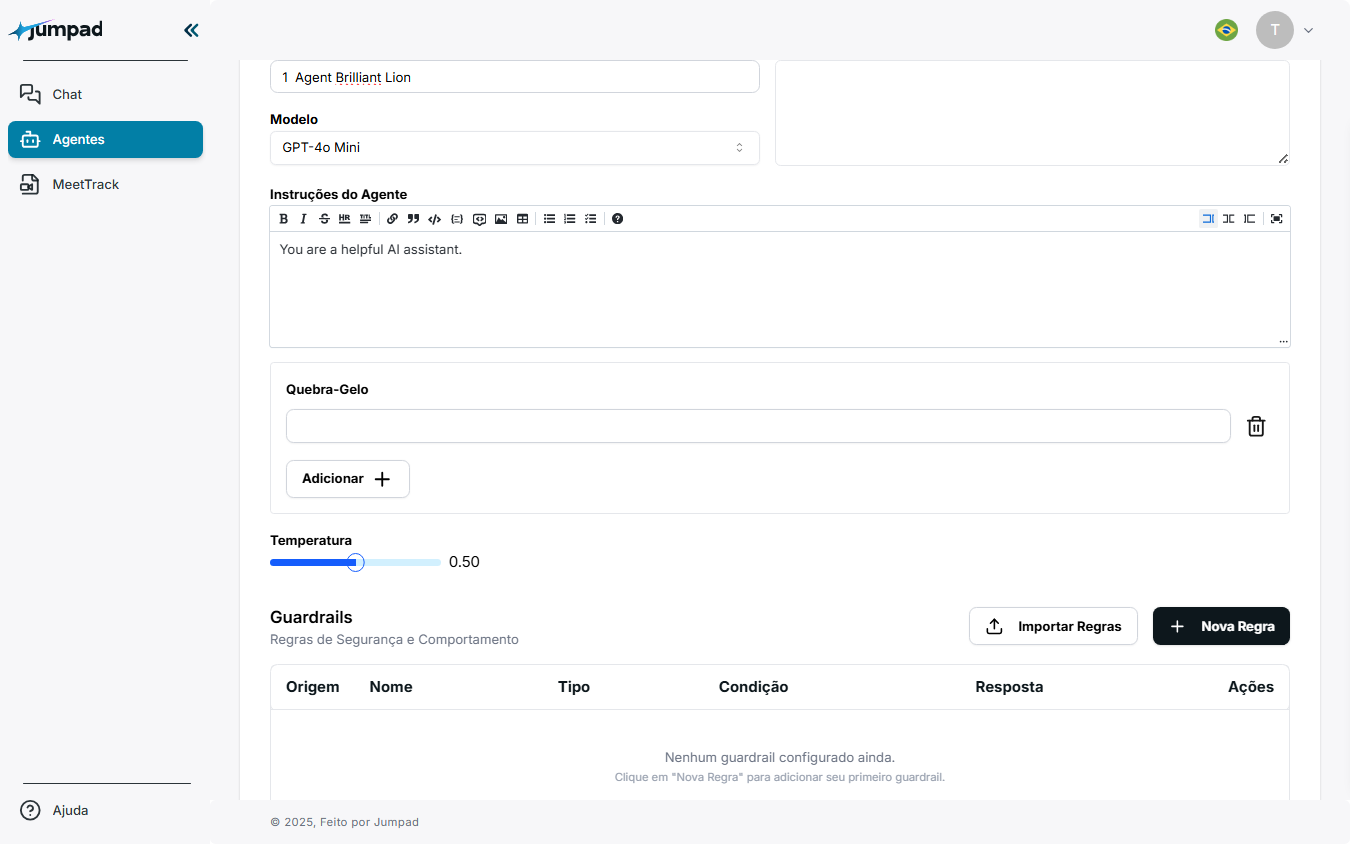 jumpad
T
Chat
Agentes
MeetTrack
1 Agent Brilliant Lion
Modelo
GPT-4o Mini
Instruções do Agente
You are a helpful AI assistant.
Quebra-Gelo
Adicionar
Temperatura
0.50
Guardrails
Regras de Segurança e Comportamento
Importar Regras
Nova Regra
Origem Nome Tipo Condição Resposta Ações
Nenhum guardrail configurado ainda.
Clique em "Nova Regra" para adicionar seu primeiro guardrail.
Ajuda
© 2025, Feito por Jumpad